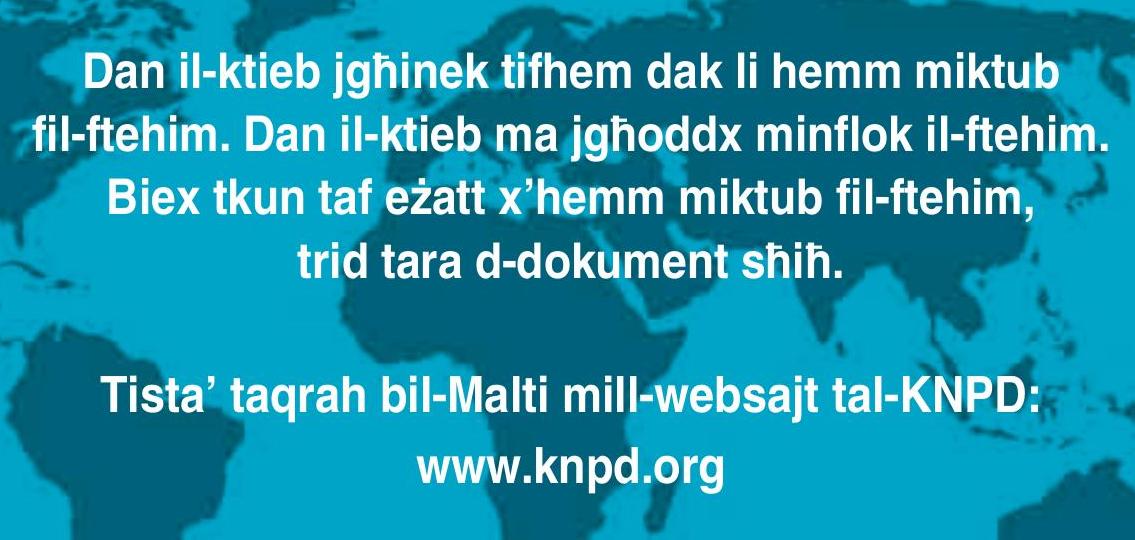 Dan il-ktieb jgħinek tifhem dak li hemm miktub
fil-ftehim. Dan il-ktieb ma jgħoddx minflok il-ftehim.
Biex tkun taf eżatt x’hemm miktub fil-ftehim,
trid tara d-dokument sħiħ.
Tista’ taqrah bil-Malti mill-websajt tal-KNPD:
www.knpd.org